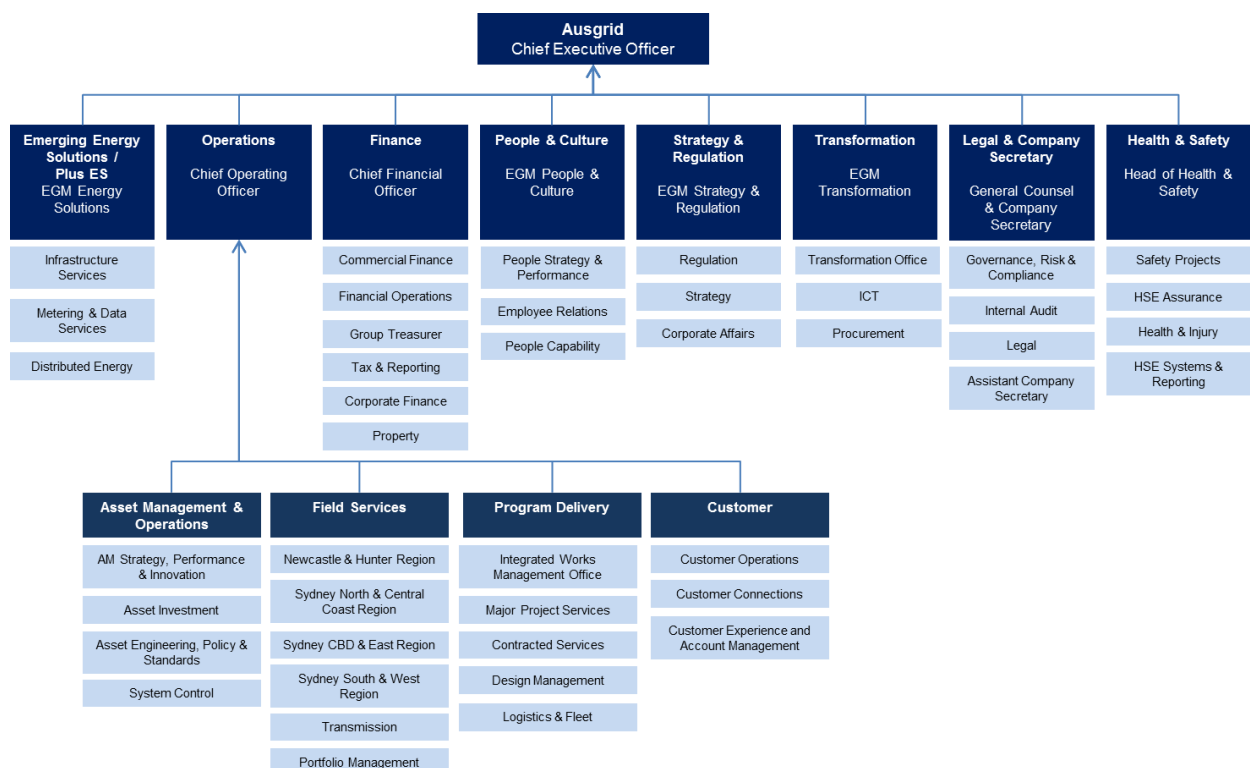 Ausgrid
Chief Executive Officer
Emerging Energy
Solutions /
Plus ES
EGM Energy
Solutions
Infrastructure
Services
Metering & Data
Services
Distributed Energy
Operations
Chief Operating
Officer
Finance
Chief Financial
Officer
Commercial Finance
Financial Operations
Group Treasurer
Tax & Reporting
Corporate Finance
Property
People & Culture
EGM People &
Culture
People Strategy &
Performance
Employee Relations
People Capability
Strategy &
Regulation
EGM Strategy &
Regulation
Regulation
Strategy
Corporate Affairs
Transformation
EGM
Transformation
Transformation Office
ICT
Procurement
Legal & Company
Secretary
General Counsel
& Company
Secretary
Governance, Risk &
Compliance
Internal Audit
Legal
Assistant Company
Secretary
Health & Safety
Head of Health &
Safety
Safety Projects
HSE Assurance
Health & Injury
HSE Systems &
Reporting
Asset Management &
Operations
AM Strategy, Performance
& Innovation
Asset Investment
Asset Engineering, Policy &
Standards
System Control
Field Services
Newcastle & Hunter Region
Sydney North & Central
Coast Region
Sydney CBD & East Region
Sydney South & West
Region
Transmission
Portfolio Management
Program Delivery
Integrated Works
Management Office
Major Project Services
Contracted Services
Design Management
Logistics & Fleet
Customer
Customer Operations
Customer Connections
Customer Experience and
Account Management